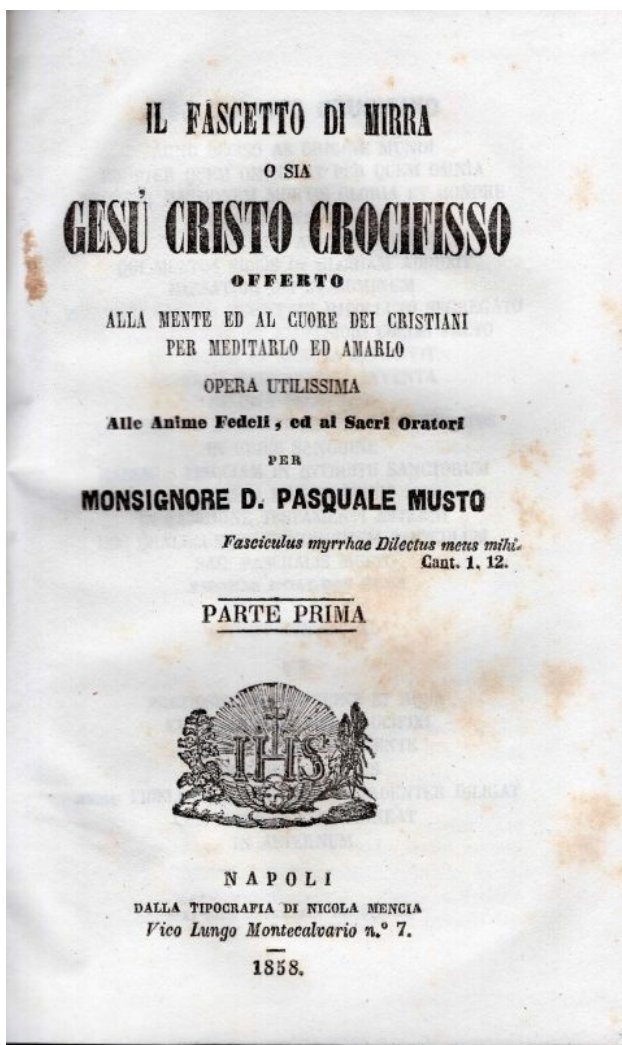 IL FASCETTO DI MIRRA
O SIA
GESÙ CRISTO CROCIFISSO
OFFERTO
ALLA MENTE ED AL CUORE DEI CRISTIANI
PER MEDITARLO ED AMARLO
OPERA UTILISSIMA
Alle Anime Fedeli, ed ai Sacri Oratori
PER
MONSIGNORE D. PASQUALE MUSTO
Fasciculus myrrhae Dilectus meus mihi.
Cant. 1. 12.
PARTE PRIMA
IHS
NAPOLI
DALLA TIPOGRAFIA DI NICOLA MENCIA
Vico Lungo Montecalvario n.° 7.
1858.